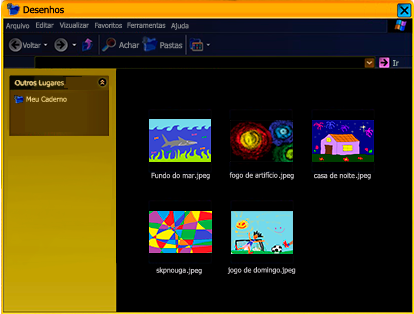 Desenhos
Arquivo Editar Visualizar Favoritos Ferramentas Ajuda
Voltar Achar Pastas
Ir
Outros Lugares
Meu Caderno
Fundo do mar.jpeg fogo de artifício.jpeg casa de noite.jpeg
skpnouga.jpeg jogo de domingo.jpeg